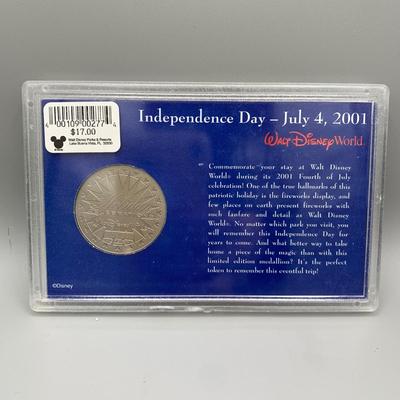 4 00109 00277 4
$17.00
Walt Disney Parks & Resorts
Lake Buena Vista, FL 32830
Independence Day – July 4, 2001
Walt Disney World®
Commemorate your stay at Walt Disney
World® during its 2001 Fourth of July
celebration! One of the true hallmarks of this
patriotic holiday is the fireworks display, and
few places on earth present fireworks with
such fanfare and detail as Walt Disney
World®. No matter which park you visit, you
will remember Independence Day for
years to come. And what better way to take
home a piece of the magic than with this
limited edition medallion? It's the perfect
token to remember this eventful trip!
©Disney